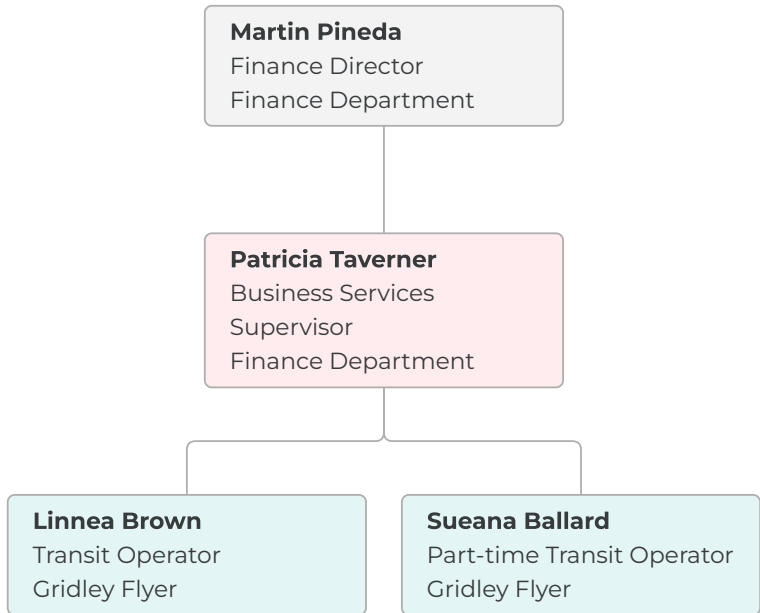 Martin Pineda
Finance Director
Finance Department
Patricia Taverner
Business Services
Supervisor
Finance Department
Linnea Brown
Transit Operator
Gridley Flyer
Sueana Ballard
Part-time Transit Operator
Gridley Flyer